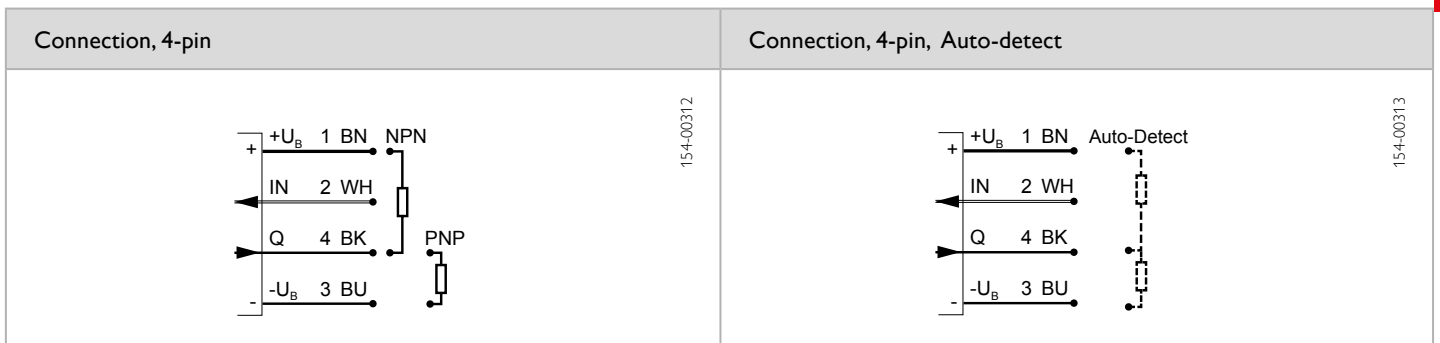 Connection, 4-pin
Connection, 4-pin, Auto-detect
+ +U_B 1 BN NPN
IN 2 WH
Q 4 BK PNP
- -U_B 3 BU
154-00312
+ +U_B 1 BN Auto-Detect
IN 2 WH
Q 4 BK
- -U_B 3 BU
154-00313